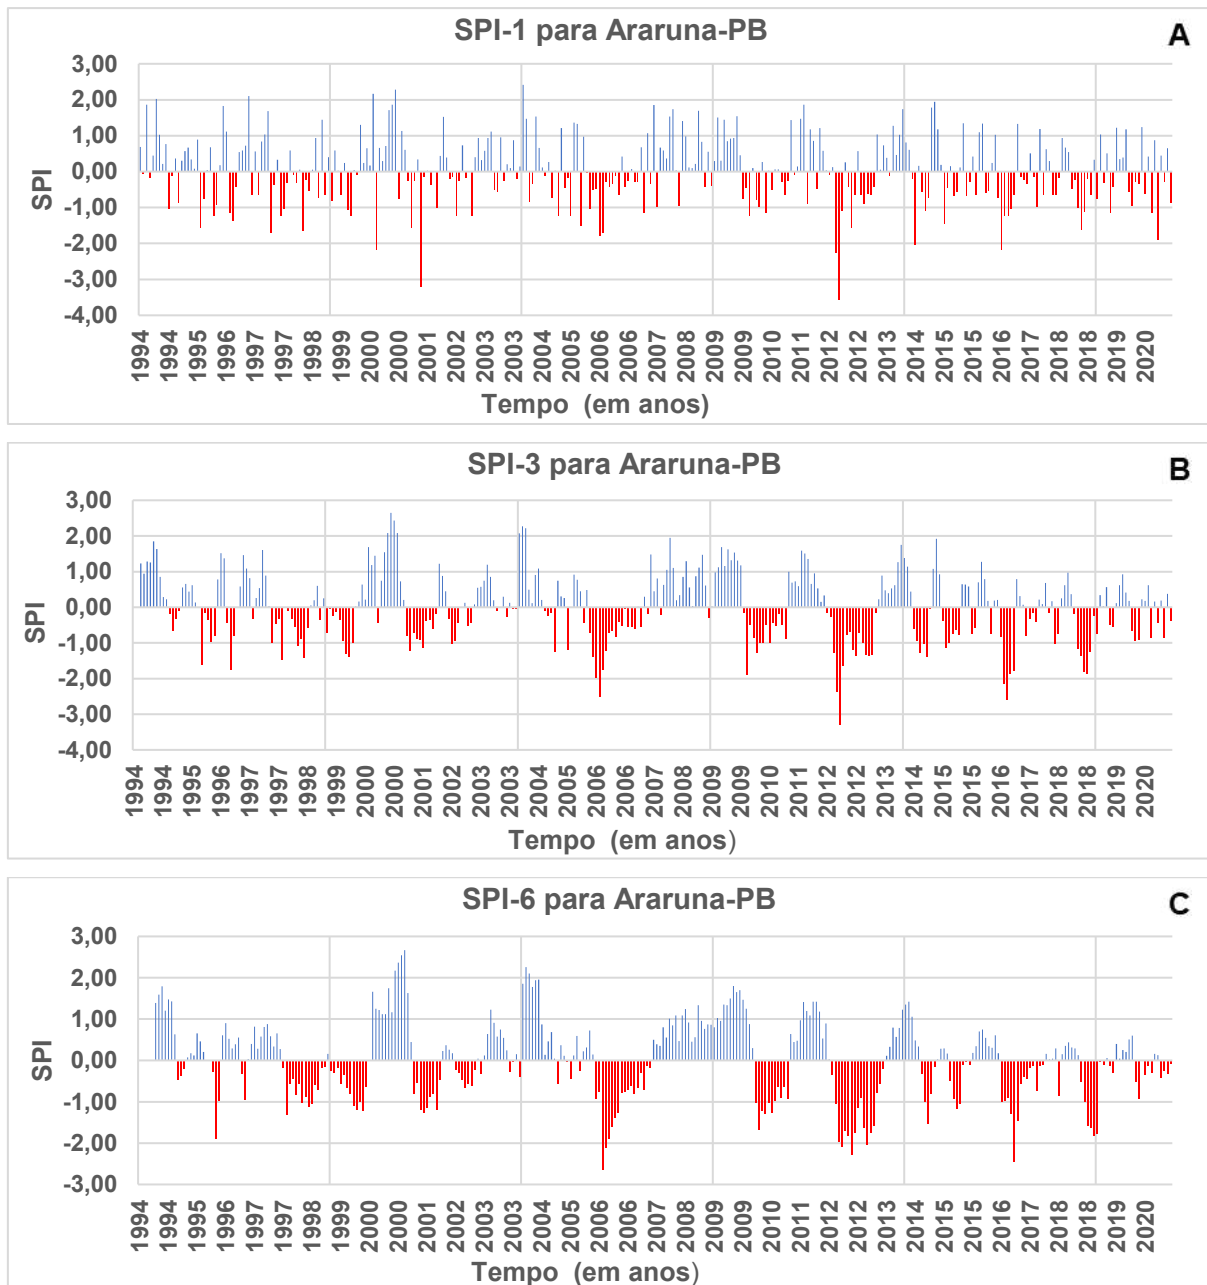 SPI-1 para Araruna-PB
A
3,00
2,00
1,00
0,00
-1,00
-2,00
-3,00
-4,00
SPI
1994 1994 1995 1996 1997 1997 1998 1999 2000 2000 2001 2002 2003 2003 2004 2005 2006 2006 2007 2008 2009 2009 2010 2011 2012 2012 2013 2014 2015 2015 2016 2017 2018 2018 2019 2020
Tempo (em anos)
SPI-3 para Araruna-PB
B
3,00
2,00
1,00
0,00
-1,00
-2,00
-3,00
-4,00
SPI
1994 1994 1995 1996 1997 1997 1998 1999 2000 2000 2001 2002 2003 2003 2004 2005 2006 2006 2007 2008 2009 2009 2010 2011 2012 2012 2013 2014 2015 2015 2016 2017 2018 2018 2019 2020
Tempo (em anos)
SPI-6 para Araruna-PB
C
3,00
2,00
1,00
0,00
-1,00
-2,00
-3,00
SPI
1994 1994 1995 1996 1997 1997 1998 1999 2000 2000 2001 2002 2003 2003 2004 2005 2006 2006 2007 2008 2009 2009 2010 2011 2012 2012 2013 2014 2015 2015 2016 2017 2018 2018 2019 2020
Tempo (em anos)